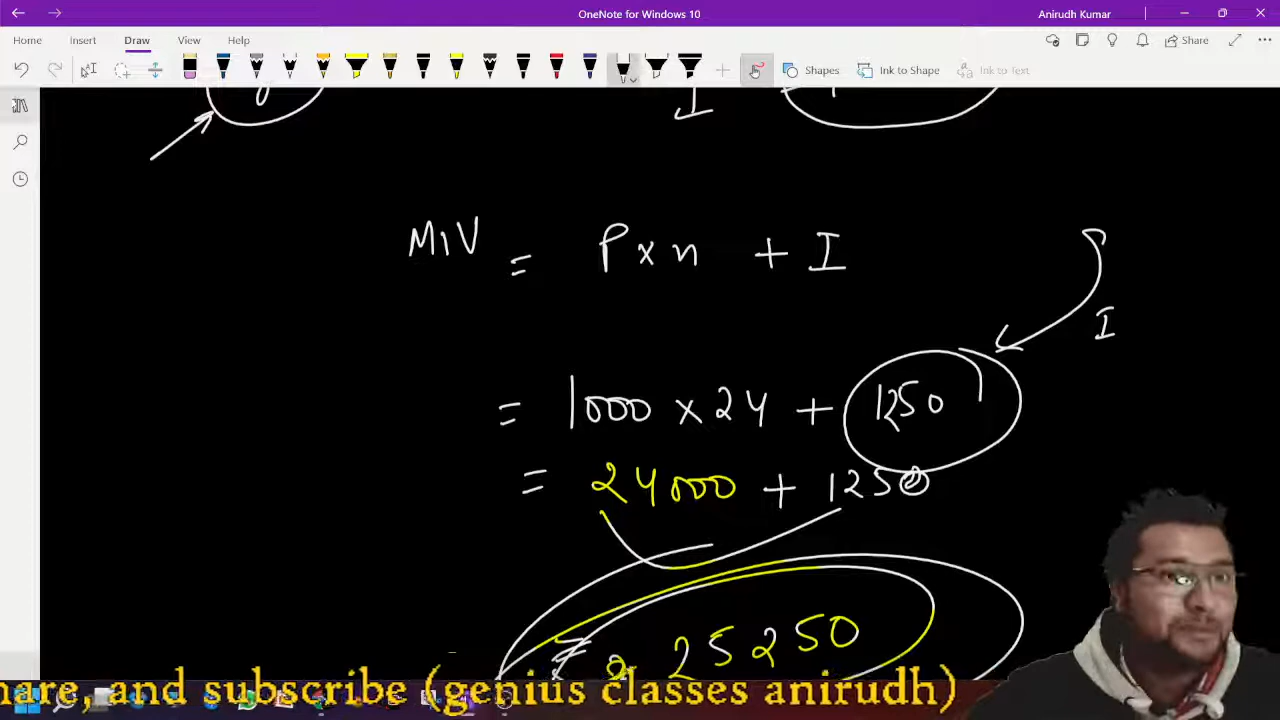 OneNote for Windows 10
Anirudh Kumar
Home Insert Draw View Help
Share
Shapes Ink to Shape Ink to Text
I
M.V = P x n + I
I
= 1000 x 24 + 1250
= 24000 + 1250
₹ 25250
hare, and subscribe (genius classes anirudh)